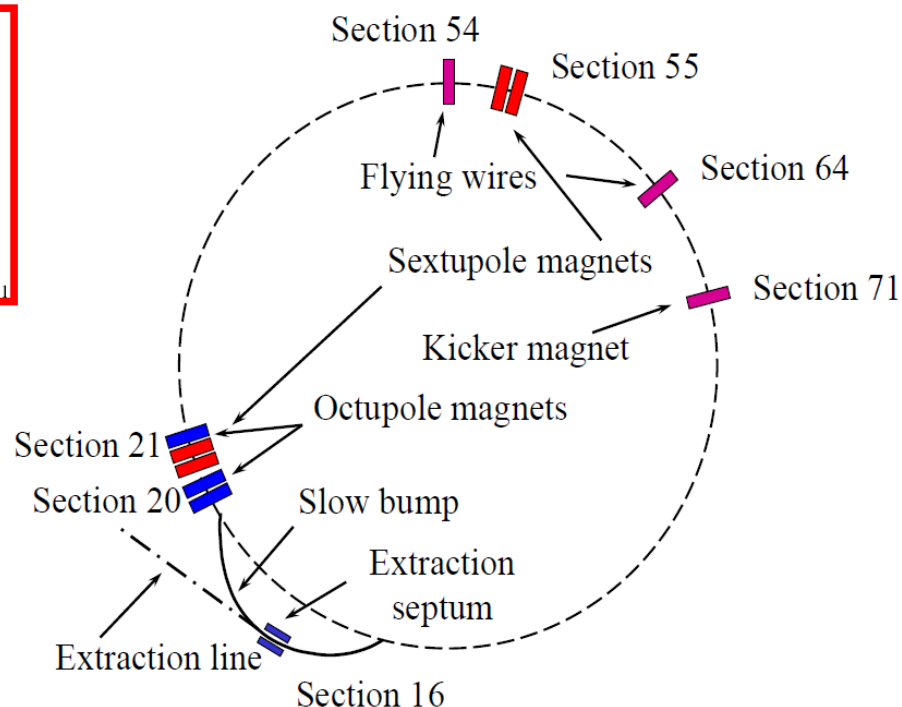 Section 54
Section 55
Flying wires
Section 64
Sextupole magnets
Section 71
Kicker magnet
Octupole magnets
Section 21
Section 20
Slow bump
Extraction
septum
Extraction line
Section 16